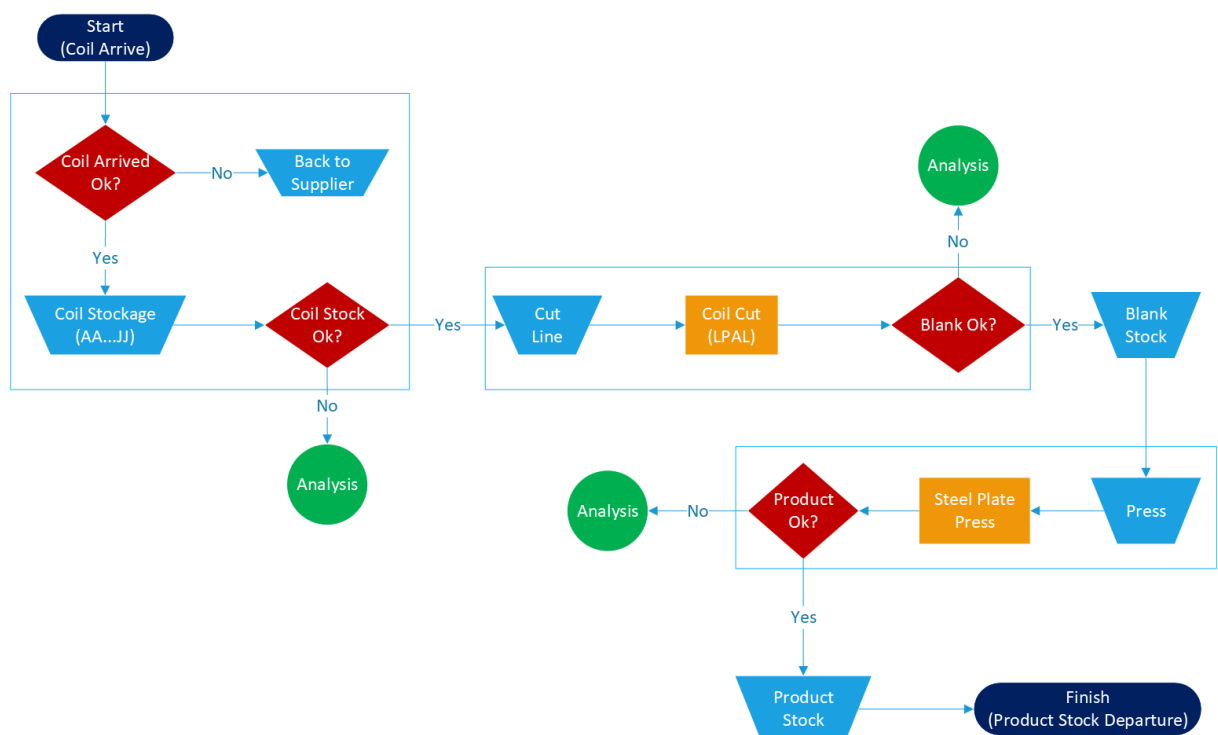 Start
(Coil Arrive)
Coil Arrived
Ok?
No
Back to
Supplier
Yes
Coil Stockage
(AA...JJ)
Coil Stock
Ok?
No
Analysis
Yes
Cut
Line
Coil Cut
(LPAL)
Blank Ok?
No
Analysis
Yes
Blank
Stock
Press
Steel Plate
Press
Product
Ok?
No
Analysis
Yes
Product
Stock
Finish
(Product Stock Departure)